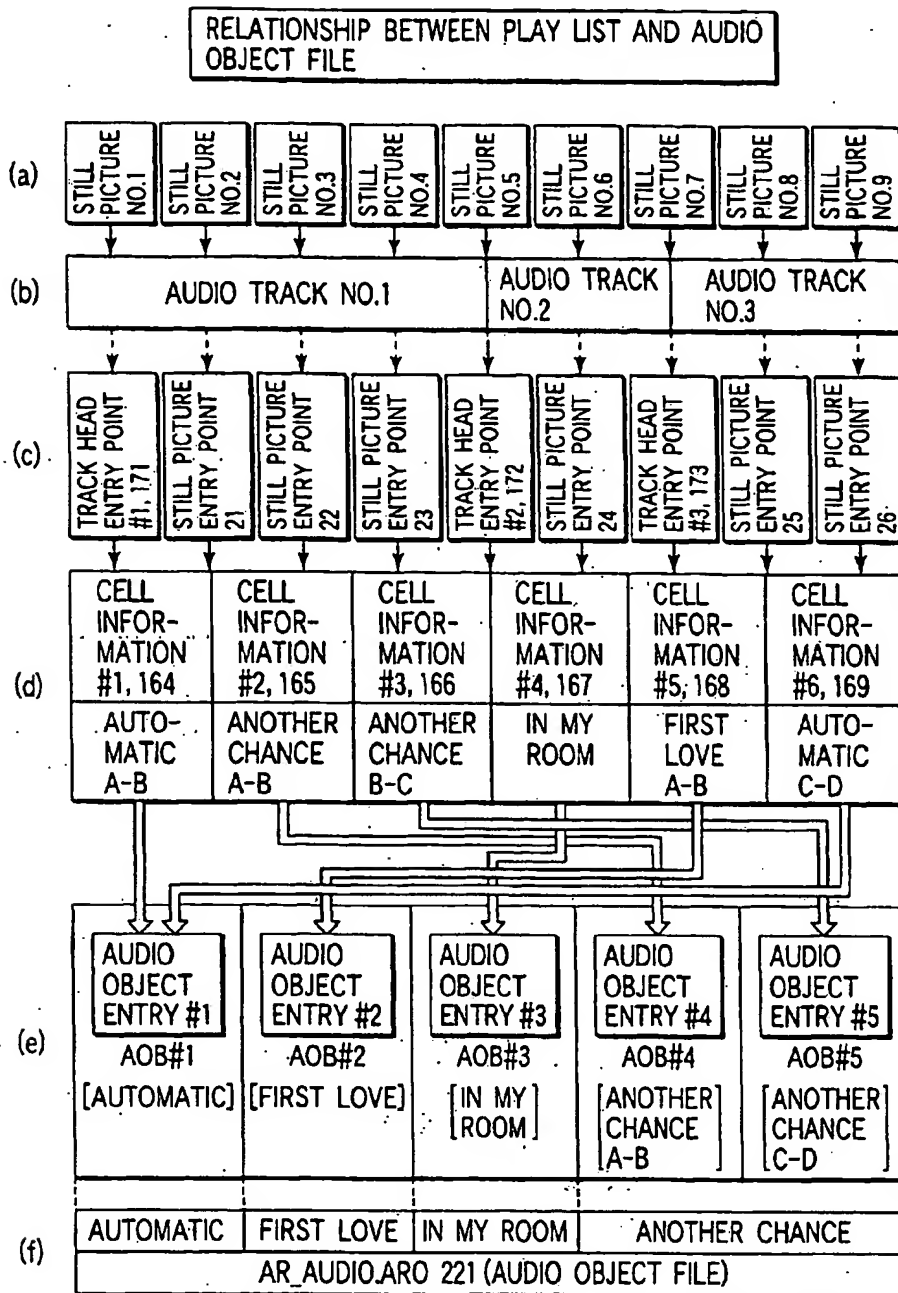 RELATIONSHIP BETWEEN PLAY LIST AND AUDIO
OBJECT FILE
(a)
STILL
PICTURE
NO.1
STILL
PICTURE
NO.2
STILL
PICTURE
NO.3
STILL
PICTURE
NO.4
STILL
PICTURE
NO.5
STILL
PICTURE
NO.6
STILL
PICTURE
NO.7
STILL
PICTURE
NO.8
STILL
PICTURE
NO.9
(b)
AUDIO TRACK NO.1
AUDIO TRACK
NO.2
AUDIO TRACK
NO.3
(c)
TRACK HEAD
ENTRY POINT
#1, 171
STILL PICTURE
ENTRY POINT
21
STILL PICTURE
ENTRY POINT
22
STILL PICTURE
ENTRY POINT
23
TRACK HEAD
ENTRY POINT
#2, 172
STILL PICTURE
ENTRY POINT
24
TRACK HEAD
ENTRY POINT
#3, 173
STILL PICTURE
ENTRY POINT
25
STILL PICTURE
ENTRY POINT
26
(d)
CELL
INFOR-
MATION
#1, 164
CELL
INFOR-
MATION
#2, 165
CELL
INFOR-
MATION
#3, 166
CELL
INFOR-
MATION
#4, 167
CELL
INFOR-
MATION
#5, 168
CELL
INFOR-
MATION
#6, 169
AUTO-
MATIC
A-B
ANOTHER
CHANCE
A-B
ANOTHER
CHANCE
B-C
IN MY
ROOM
FIRST
LOVE
A-B
AUTO-
MATIC
C-D
(e)
AUDIO
OBJECT
ENTRY #1
AOB#1
[AUTOMATIC]
AUDIO
OBJECT
ENTRY #2
AOB#2
[FIRST LOVE]
AUDIO
OBJECT
ENTRY #3
AOB#3
[IN MY
ROOM]
AUDIO
OBJECT
ENTRY #4
AOB#4
[ANOTHER
CHANCE
A-B]
AUDIO
OBJECT
ENTRY #5
AOB#5
[ANOTHER
CHANCE
C-D]
(f)
AUTOMATIC
FIRST LOVE
IN MY ROOM
ANOTHER CHANCE
AR_AUDIO.ARO 221 (AUDIO OBJECT FILE)